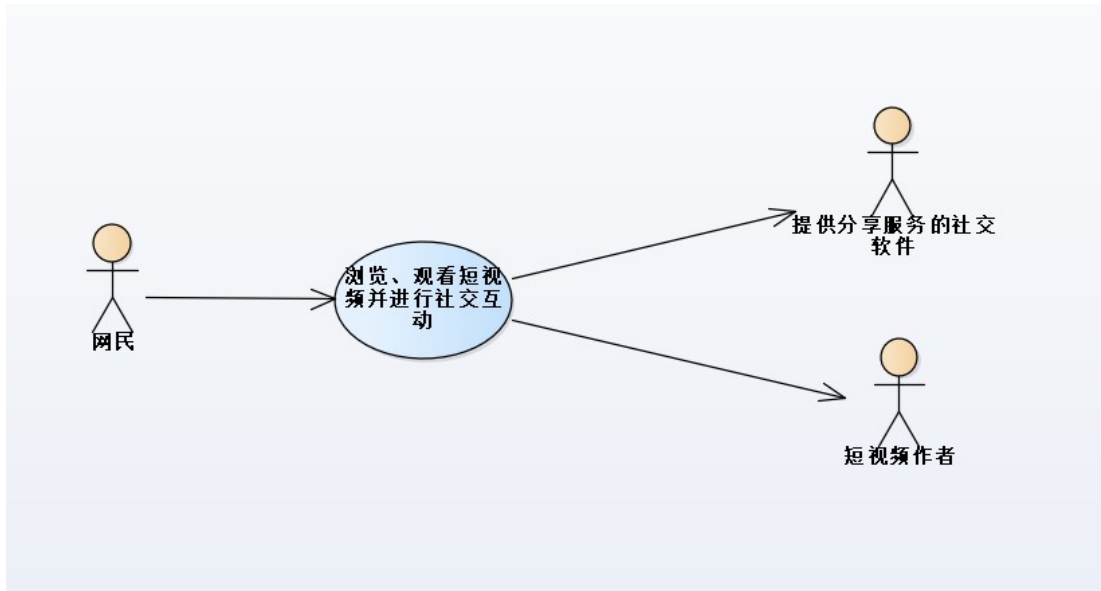 网民
浏览、观看短视
频并进行社交互
动
提供分享服务的社交
软件
短视频作者